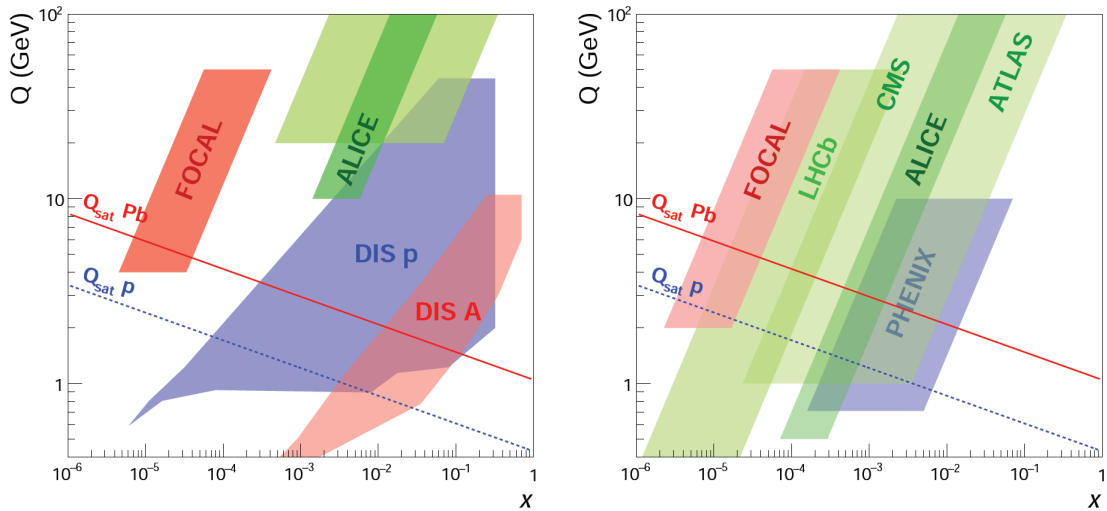 Q (GeV)
10²
10
1
Q_sat Pb
Q_sat p
FOCAL
ALICE
DIS p
DIS A
10⁻⁶ 10⁻⁵ 10⁻⁴ 10⁻³ 10⁻² 10⁻¹ 1
x
Q (GeV)
10²
10
1
Q_sat Pb
Q_sat p
FOCAL
LHCb
CMS
ALICE
ATLAS
PHENIX
10⁻⁶ 10⁻⁵ 10⁻⁴ 10⁻³ 10⁻² 10⁻¹ 1
x